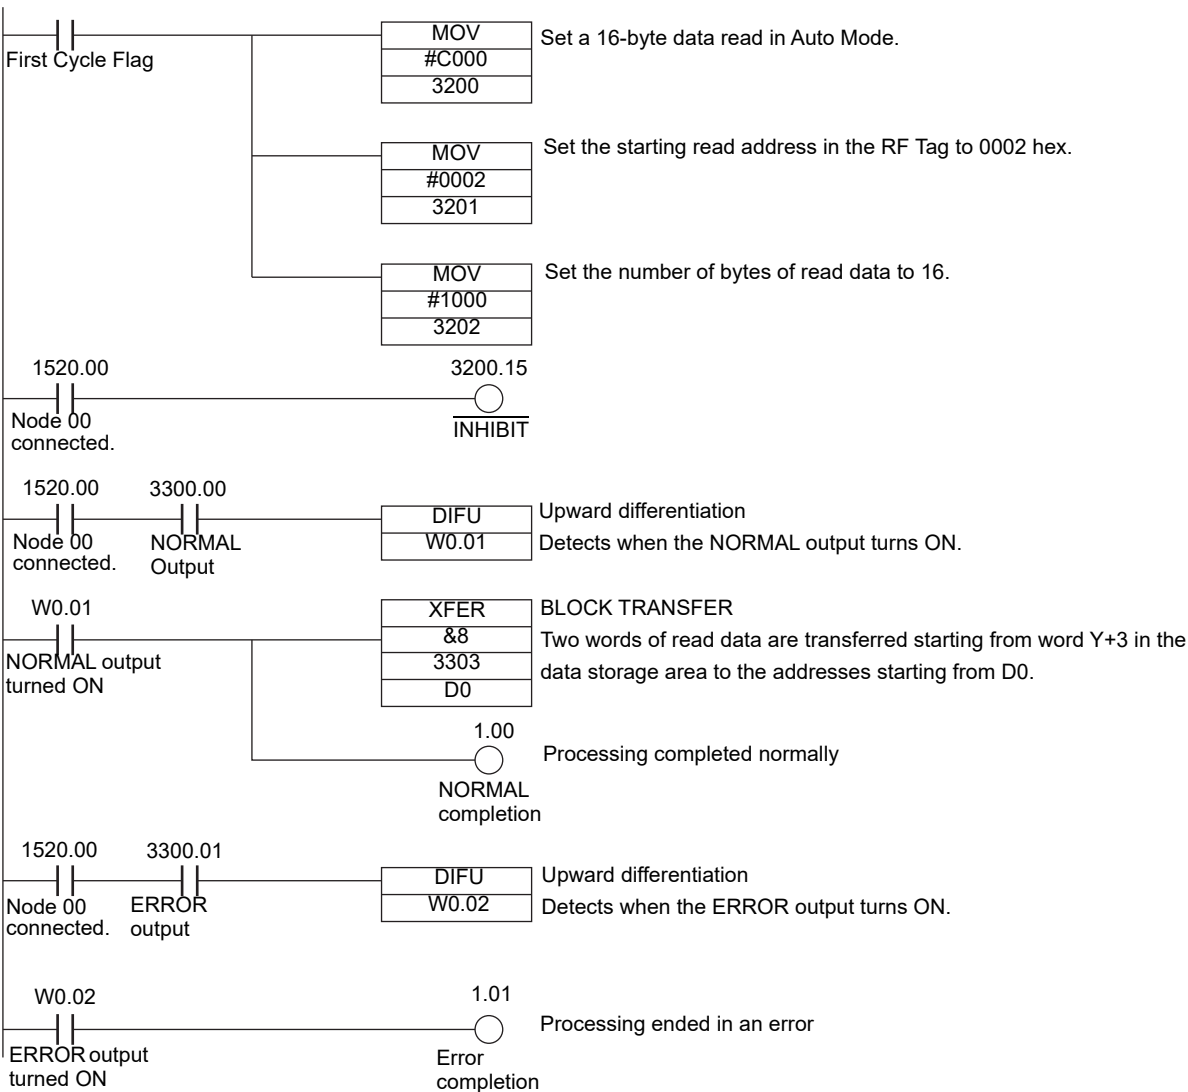 MOV
Set a 16-byte data read in Auto Mode.
First Cycle Flag
#C000
3200
MOV
Set the starting read address in the RF Tag to 0002 hex.
#0002
3201
MOV
Set the number of bytes of read data to 16.
#1000
3202
1520.00
3200.15
Node 00
connected.
INHIBIT
1520.00
3300.00
DIFU
Upward differentiation
Node 00
connected.
NORMAL
Output
W0.01
Detects when the NORMAL output turns ON.
W0.01
XFER
BLOCK TRANSFER
&8
Two words of read data are transferred starting from word Y+3 in the
NORMAL output
turned ON
3303
data storage area to the addresses starting from D0.
D0
1.00
Processing completed normally
NORMAL
completion
1520.00
3300.01
DIFU
Upward differentiation
Node 00
connected.
ERROR
output
W0.02
Detects when the ERROR output turns ON.
W0.02
1.01
Processing ended in an error
ERROR output
turned ON
Error
completion